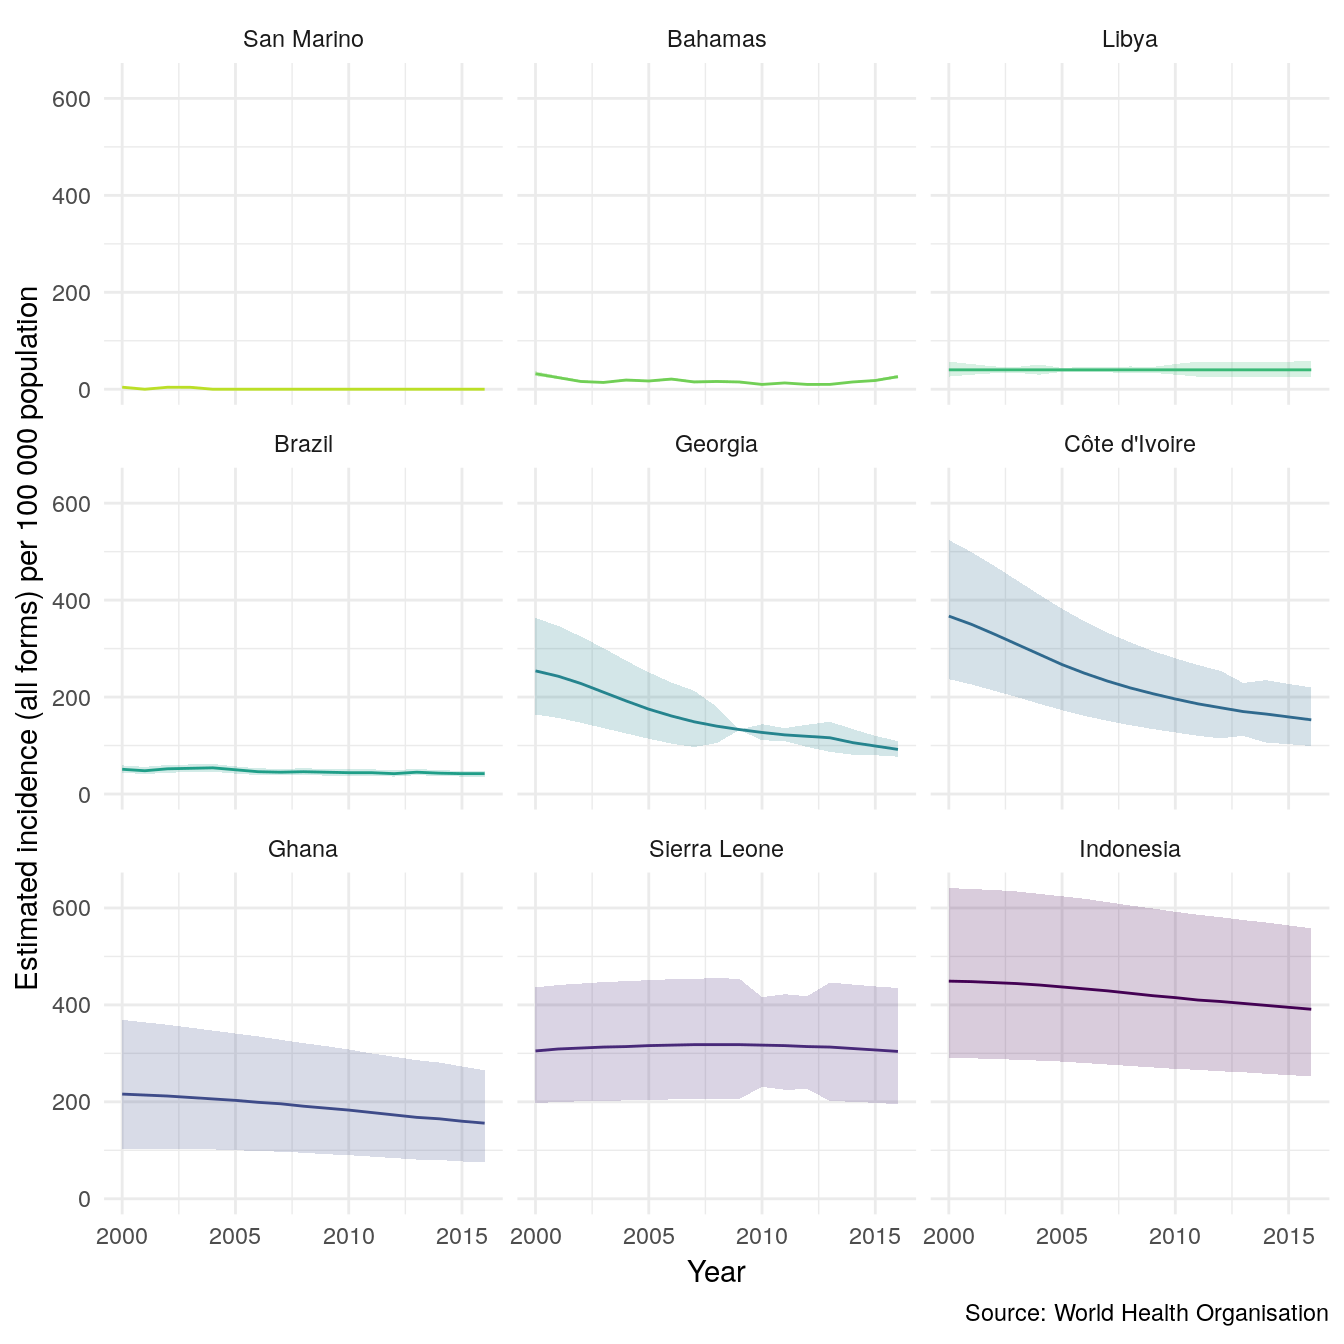 San Marino Bahamas Libya
600
400
200
0
Brazil Georgia Côte d'Ivoire
600
400
200
0
Ghana Sierra Leone Indonesia
600
400
200
0
2000 2005 2010 2015 2000 2005 2010 2015 2000 2005 2010 2015
Estimated incidence (all forms) per 100 000 population
Year
Source: World Health Organisation